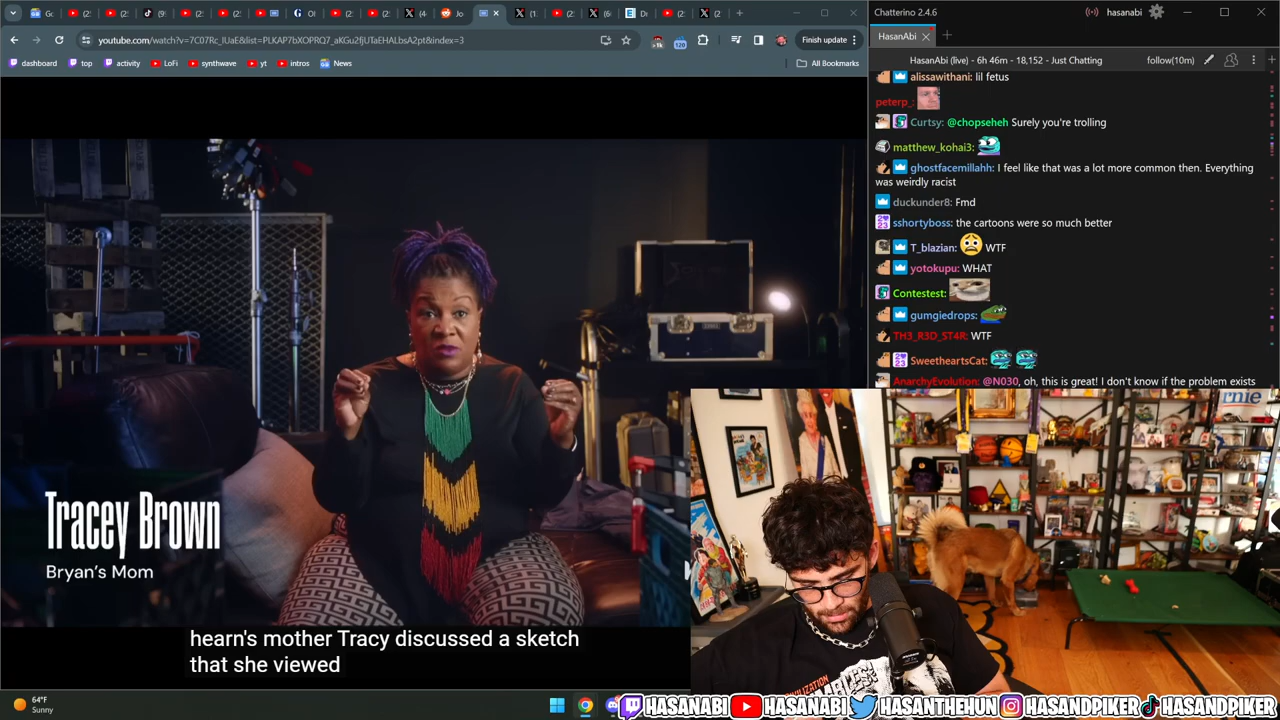 Finish update
youtube.com/watch?v=7C07Rc_IUaE&list=PLKAP7bXOPRQ7_aKGu2fjUTaEHALbsA2pt&index=3
dashboard
top
activity
LoFi
synthwave
yt
intros
News
All Bookmarks
Tracey Brown
Bryan's Mom
hearn's mother Tracy discussed a sketch
that she viewed
64°F
Sunny
Chatterino 2.4.6
hasanabi
HasanAbi
HasanAbi (live) - 6h 46m - 18,152 - Just Chatting
follow(10m)
alissawithani: lil fetus
peterp_:
Curtsy: @chopseheh Surely you're trolling
matthew_kohai3:
ghostfacemillahh: I feel like that was a lot more common then. Everything
was weirdly racist
duckunder8: Fmd
sshortyboss: the cartoons were so much better
T_blazian: WTF
yotokupu: WHAT
Contestest:
gumgiedrops:
TH3_R3D_ST4R: WTF
SweetheartsCat:
AnarchyEvolution: @N030, oh, this is great! I don't know if the problem exists
rnie
HASANABI
HASANABI
HASANTHEHUN
HASANDPIKER
HASANDPIKER